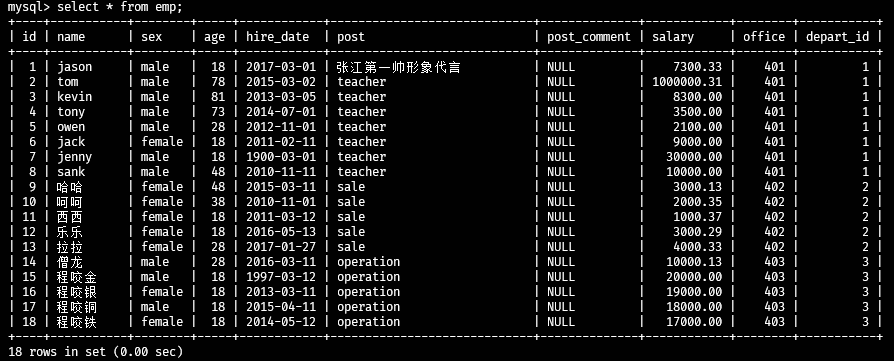 mysql> select * from emp;
+----+-----------+--------+-----+------------+-----------------------------+--------------+------------+--------+-----------+
| id | name | sex | age | hire_date | post | post_comment | salary | office | depart_id |
+----+-----------+--------+-----+------------+-----------------------------+--------------+------------+--------+-----------+
| 1 | jason | male | 18 | 2017-03-01 | 张江第一帅形象代言 | NULL | 7300.33 | 401 | 1 |
| 2 | tom | male | 78 | 2015-03-02 | teacher | NULL | 1000000.31 | 401 | 1 |
| 3 | kevin | male | 81 | 2013-03-05 | teacher | NULL | 8300.00 | 401 | 1 |
| 4 | tony | male | 73 | 2014-07-01 | teacher | NULL | 3500.00 | 401 | 1 |
| 5 | owen | male | 28 | 2012-11-01 | teacher | NULL | 2100.00 | 401 | 1 |
| 6 | jack | female | 18 | 2011-02-11 | teacher | NULL | 9000.00 | 401 | 1 |
| 7 | jenny | male | 18 | 1900-03-01 | teacher | NULL | 30000.00 | 401 | 1 |
| 8 | sank | male | 48 | 2010-11-11 | teacher | NULL | 10000.00 | 401 | 1 |
| 9 | 哈哈 | female | 48 | 2015-03-11 | sale | NULL | 3000.13 | 402 | 2 |
| 10 | 呵呵 | female | 38 | 2010-11-01 | sale | NULL | 2000.35 | 402 | 2 |
| 11 | 西西 | female | 18 | 2011-03-12 | sale | NULL | 1000.37 | 402 | 2 |
| 12 | 乐乐 | female | 18 | 2016-05-13 | sale | NULL | 3000.29 | 402 | 2 |
| 13 | 拉拉 | female | 28 | 2017-01-27 | sale | NULL | 4000.33 | 402 | 2 |
| 14 | 僧龙 | male | 28 | 2016-03-11 | operation | NULL | 10000.13 | 403 | 3 |
| 15 | 程咬金 | male | 18 | 1997-03-12 | operation | NULL | 20000.00 | 403 | 3 |
| 16 | 程咬银 | female | 18 | 2013-03-11 | operation | NULL | 19000.00 | 403 | 3 |
| 17 | 程咬铜 | male | 18 | 2015-04-11 | operation | NULL | 18000.00 | 403 | 3 |
| 18 | 程咬铁 | female | 18 | 2014-05-12 | operation | NULL | 17000.00 | 403 | 3 |
+----+-----------+--------+-----+------------+-----------------------------+--------------+------------+--------+-----------+
18 rows in set (0.00 sec)